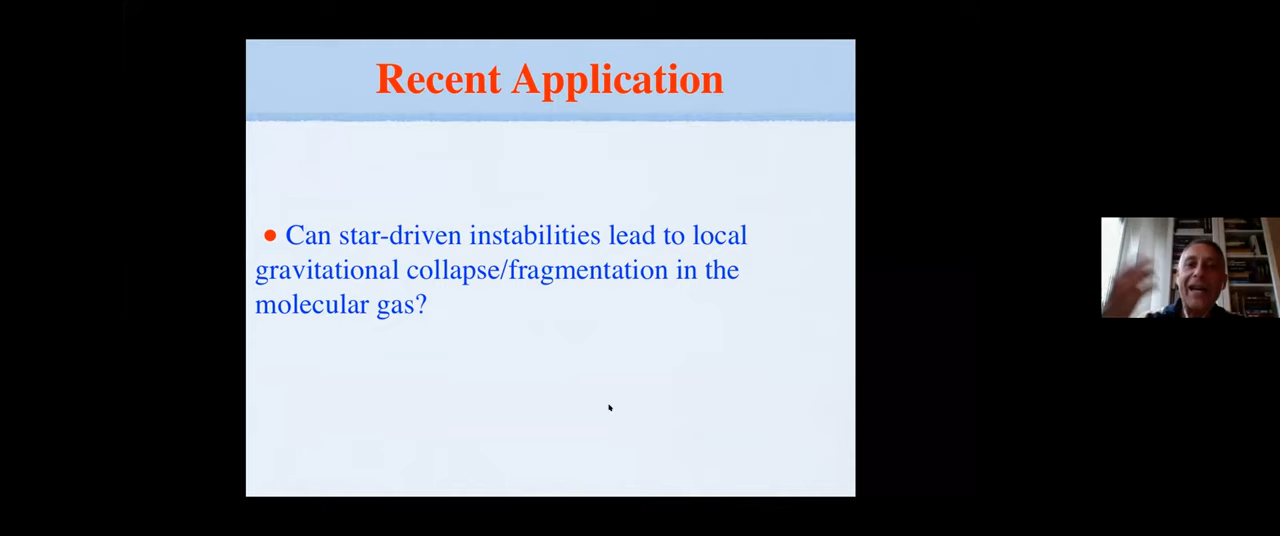 Recent Application
• Can star-driven instabilities lead to local
gravitational collapse/fragmentation in the
molecular gas?